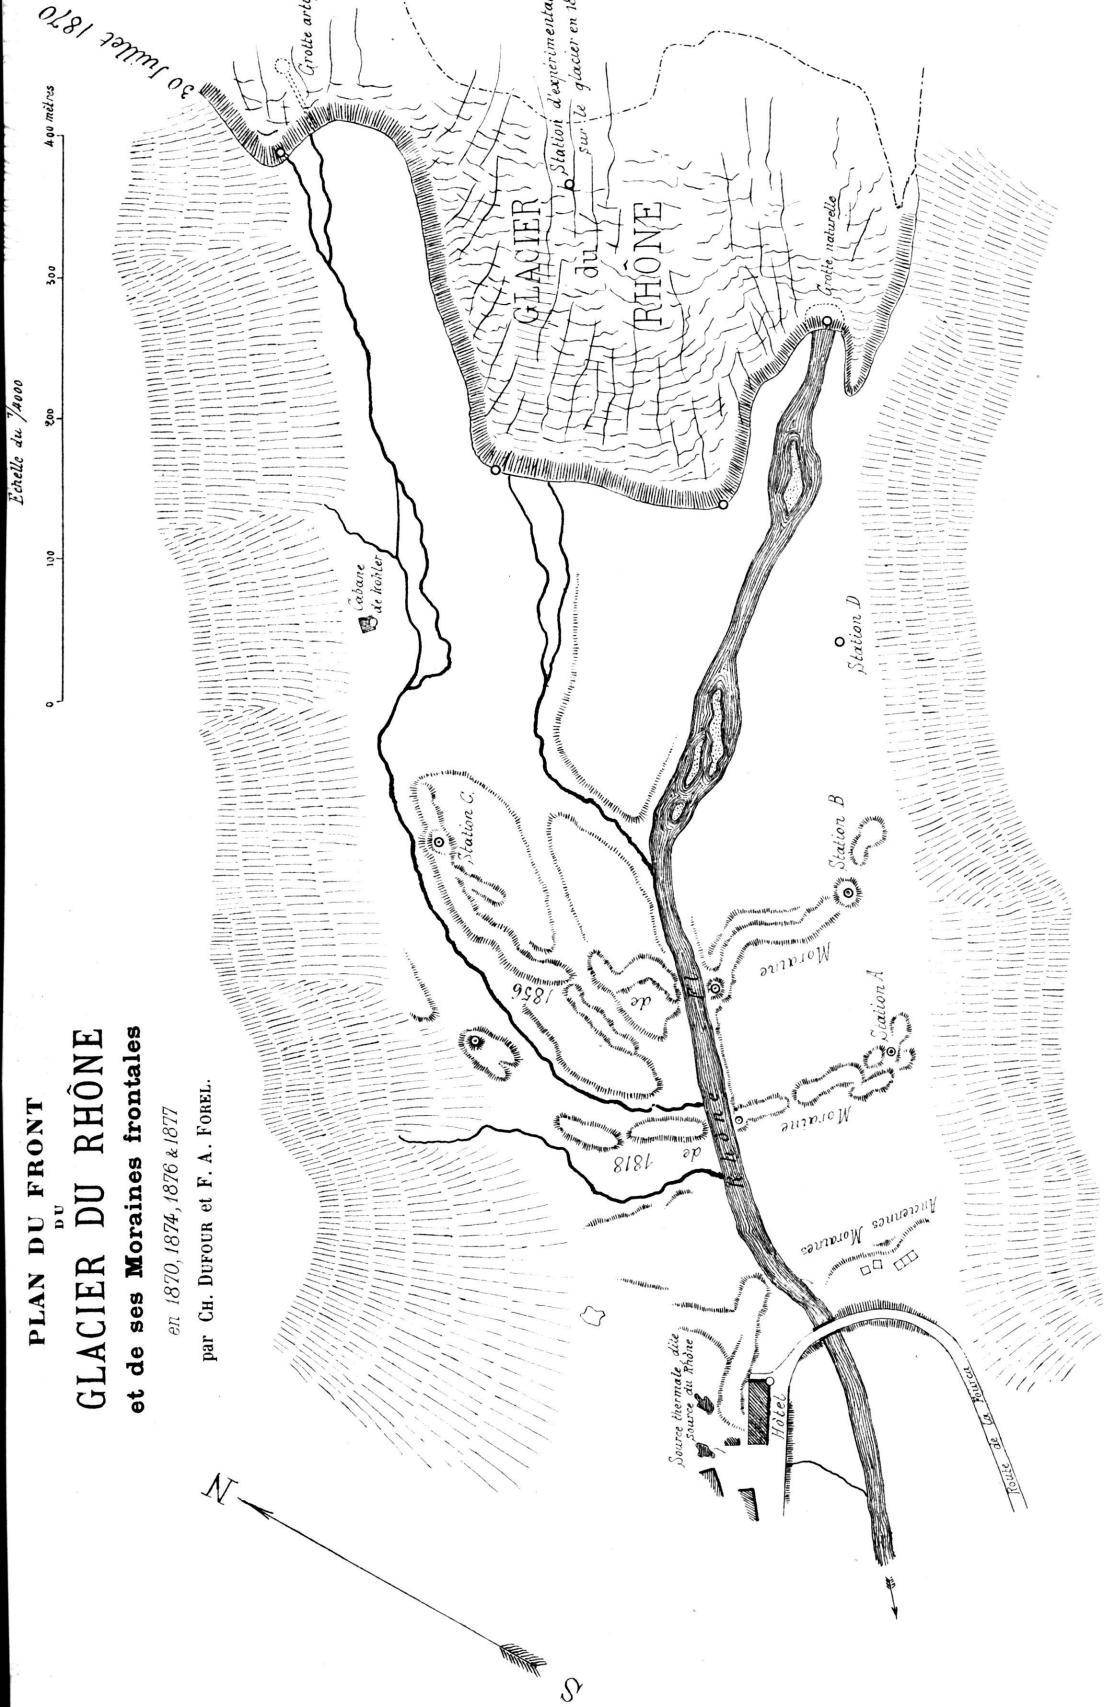 PLAN DU FRONT
DU
GLACIER DU RHÔNE
et de ses Moraines frontales
en 1870, 1874, 1876 & 1877
par CH. DUFOUR et F. A. FOREL.
Echelle du 1/4000
0 100 200 300 400 mètres
30 Juillet 1870
Grotte
Station
sur le glacier en
GLACIER
du
RHÔNE
Grotte naturelle
Cabane
de Kohler
Station D
Station C.
Station B
Station A
Moraine
de
1856
Moraine
de
1818
Rhône Fl.
Anciennes Moraines
Source thermale dite
source du Rhône
Hôtel
Route de la Fourca
N
S